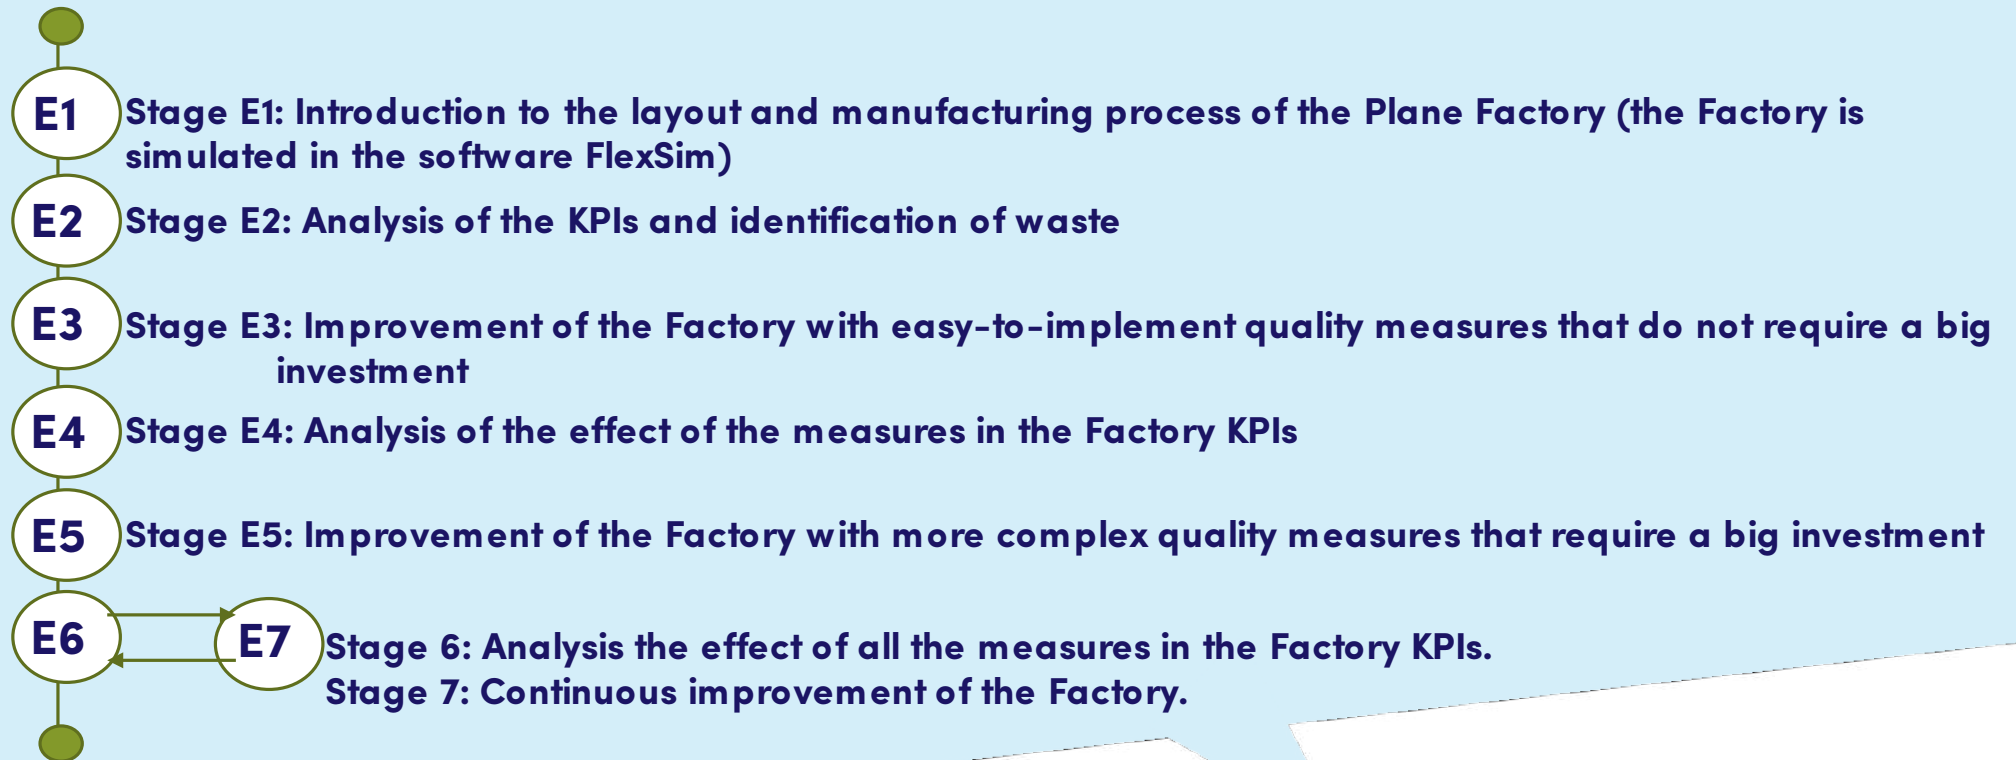 E1
Stage E1: Introduction to the layout and manufacturing process of the Plane Factory (the Factory is
simulated in the software FlexSim)
E2
Stage E2: Analysis of the KPIs and identification of waste
E3
Stage E3: Improvement of the Factory with easy-to-implement quality measures that do not require a big
investment
E4
Stage E4: Analysis of the effect of the measures in the Factory KPIs
E5
Stage E5: Improvement of the Factory with more complex quality measures that require a big investment
E6
E7
Stage 6: Analysis the effect of all the measures in the Factory KPIs.
Stage 7: Continuous improvement of the Factory.